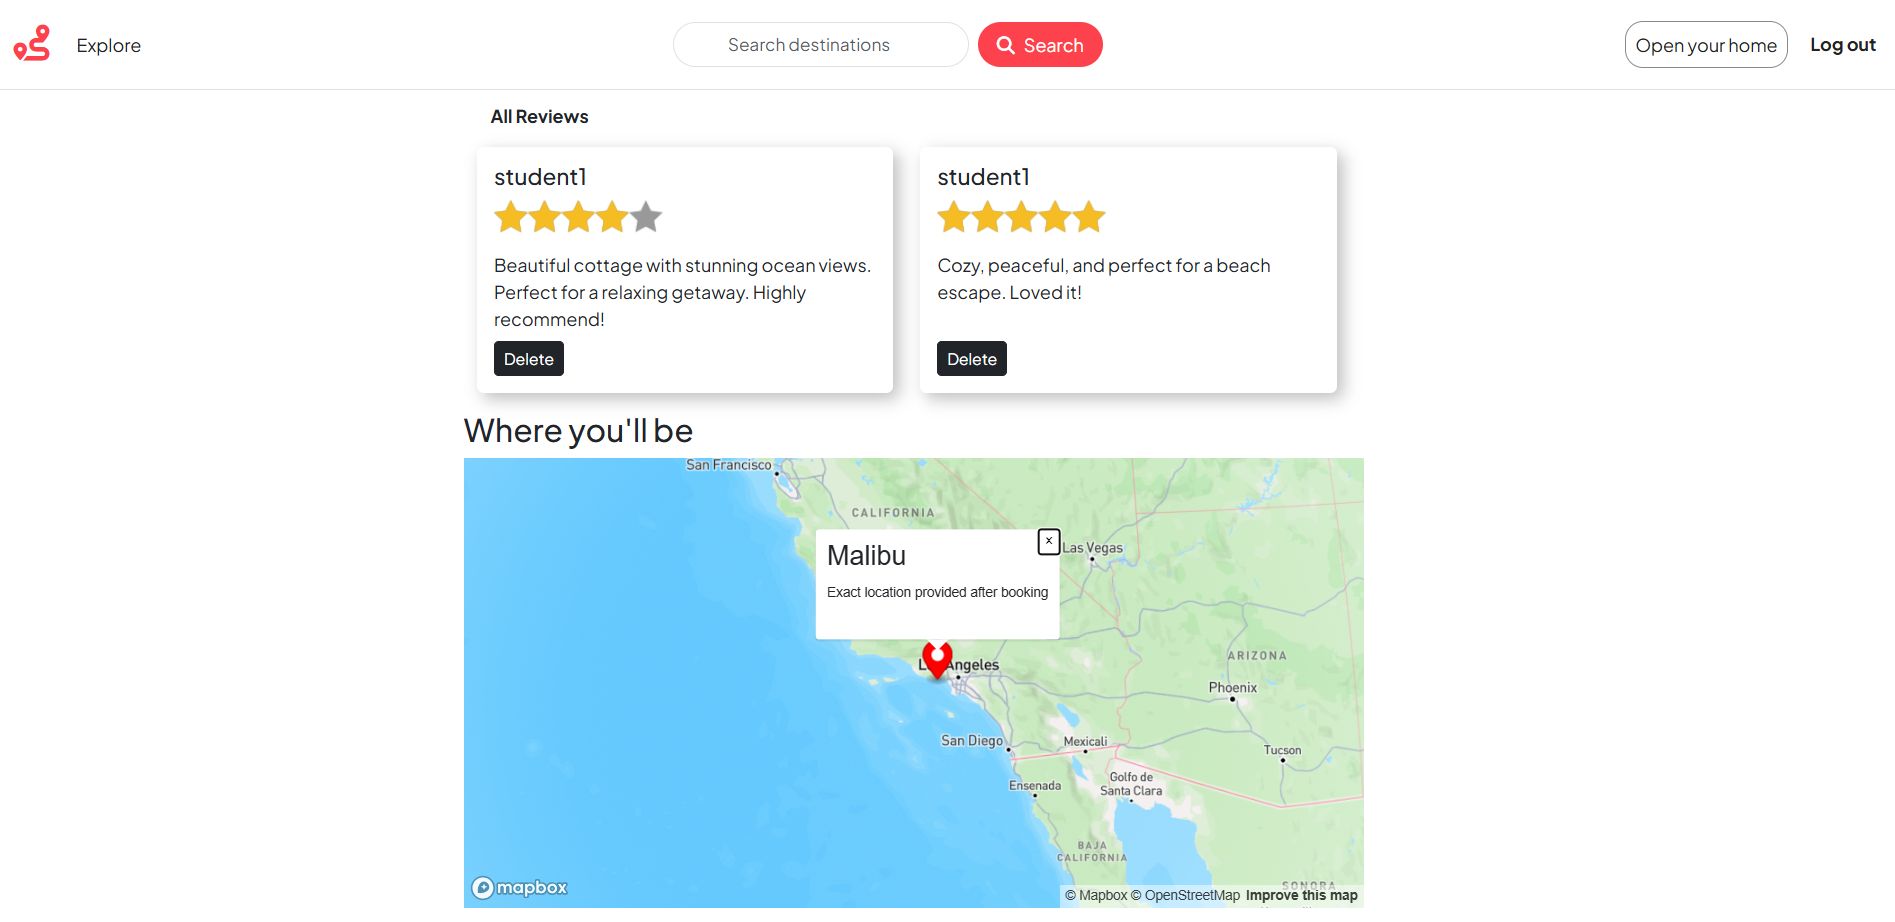 Explore
Search destinations
Search
Open your home
Log out
All Reviews
student1
Beautiful cottage with stunning ocean views.
Perfect for a relaxing getaway. Highly
recommend!
Delete
student1
Cozy, peaceful, and perfect for a beach
escape. Loved it!
Delete
Where you'll be
San Francisco
CALIFORNIA
Malibu
x
Exact location provided after booking
Las Vegas
Angeles
ARIZONA
Phoenix
San Diego
Mexicali
Tucson
Ensenada
Golfo de
Santa Clara
BAJA
CALIFORNIA
SONORA
mapbox
© Mapbox © OpenStreetMap Improve this map